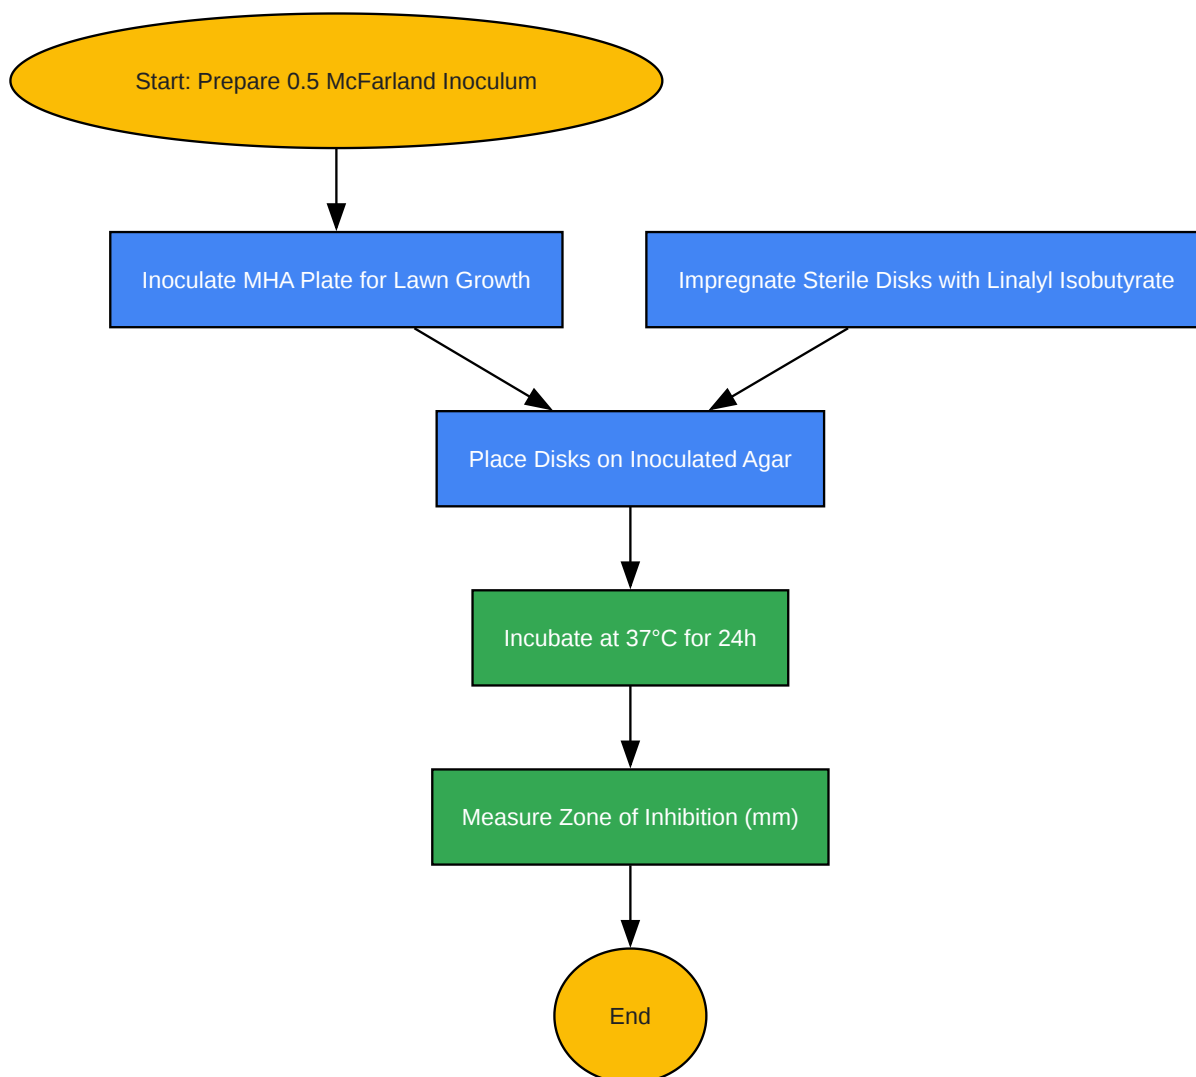 Start: Prepare 0.5 McFarland Inoculum
Inoculate MHA Plate for Lawn Growth
Impregnate Sterile Disks with Linalyl Isobutyrate
Place Disks on Inoculated Agar
Incubate at 37°C for 24h
Measure Zone of Inhibition (mm)
End